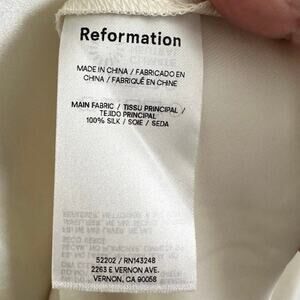 Reformation
MADE IN CHINA / FABRICADO EN
CHINA / FABRIQUÉ EN CHINE
MAIN FABRIC / TISSU PRINCIPAL /
TEJIDO PRINCIPAL
100% SILK / SOIE / SEDA
52202 / RN143248
2263 E VERNON AVE.
VERNON, CA 90058